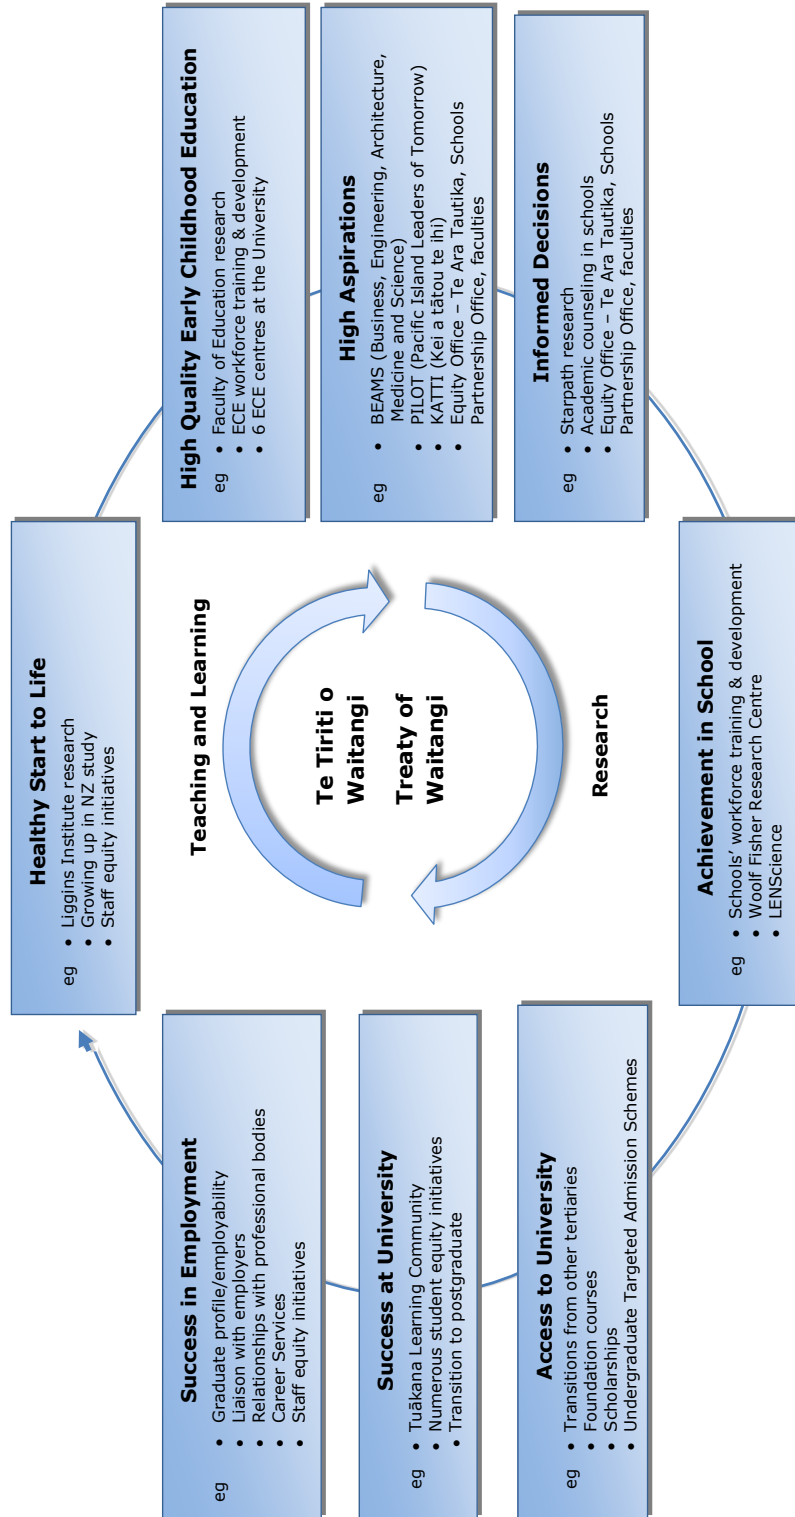 Healthy Start to Life
eg
• Liggins Institute research
• Growing up in NZ study
• Staff equity initiatives
High Quality Early Childhood Education
eg
• Faculty of Education research
• ECE workforce training & development
• 6 ECE centres at the University
High Aspirations
eg
• BEAMS (Business, Engineering, Architecture,
Medicine and Science)
• PILOT (Pacific Island Leaders of Tomorrow)
• KATTI (Kei a tātou te ihi)
• Equity Office – Te Ara Tautika, Schools
Partnership Office, faculties
Informed Decisions
eg
• Starpath research
• Academic counseling in schools
• Equity Office – Te Ara Tautika, Schools
Partnership Office, faculties
Achievement in School
eg
• Schools’ workforce training & development
• Woolf Fisher Research Centre
• LENScience
Access to University
eg
• Transitions from other tertiaries
• Foundation courses
• Scholarships
• Undergraduate Targeted Admission Schemes
Success at University
eg
• Tuākana Learning Community
• Numerous student equity initiatives
• Transition to postgraduate
Success in Employment
eg
• Graduate profile/employability
• Liaison with employers
• Relationships with professional bodies
• Career Services
• Staff equity initiatives
Teaching and Learning
Te Tiriti o
Waitangi
Treaty of
Waitangi
Research